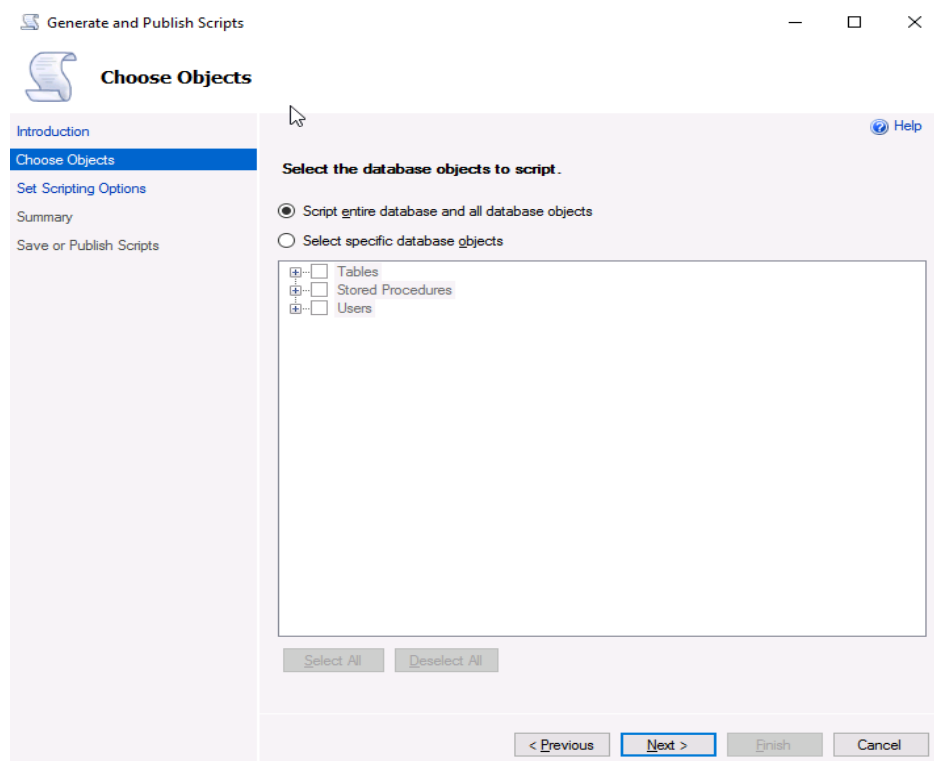 Generate and Publish Scripts
Choose Objects
Help
Introduction
Choose Objects
Set Scripting Options
Summary
Save or Publish Scripts
Select the database objects to script.
Script entire database and all database objects
Select specific database objects
Tables
Stored Procedures
Users
Select All
Deselect All
< Previous
Next >
Finish
Cancel